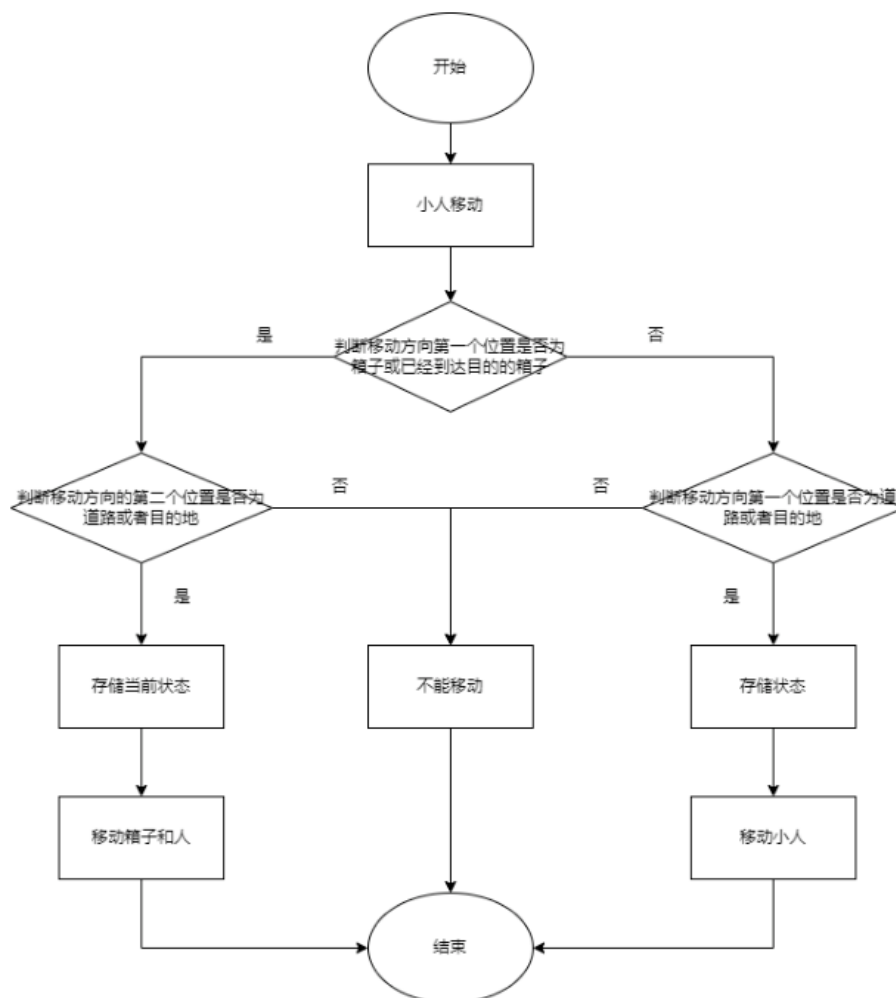 开始
小人移动
是
否
判断移动方向第一个位置是否为
箱子或已经到达目的的箱子
判断移动方向的第二个位置是否为
道路或者目的地
否
否
判断移动方向第一个位置是否为道
路或者目的地
是
是
存储当前状态
不能移动
存储状态
移动箱子和人
移动小人
结束